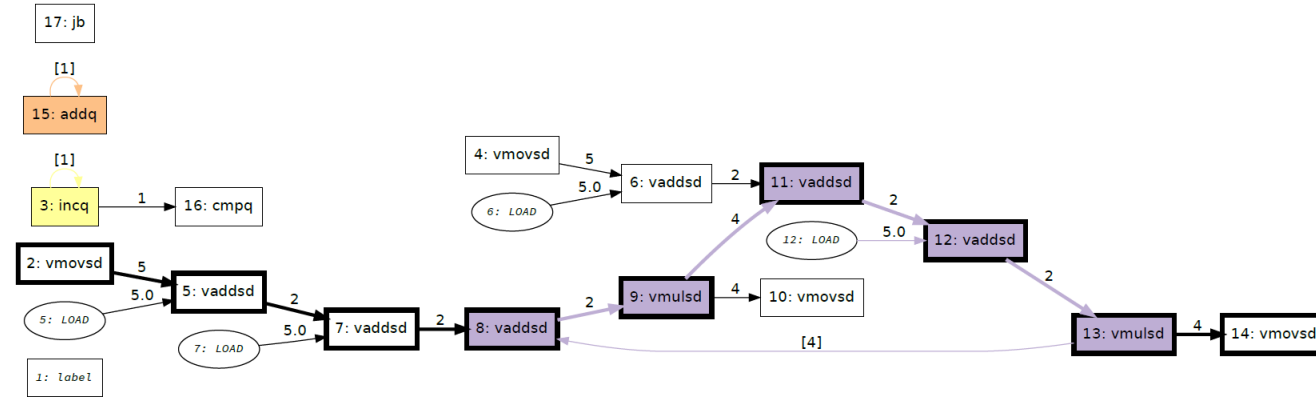 17: jb
[1]
15: addq
[1]
3: incq
1
16: cmpq
4: vmovsd
5
6: LOAD
5.0
6: vaddsd
2
11: vaddsd
2
12: LOAD
5.0
12: vaddsd
2
2: vmovsd
5
5: LOAD
5.0
5: vaddsd
2
7: LOAD
5.0
7: vaddsd
2
8: vaddsd
2
9: vmulsd
4
4
10: vmovsd
[4]
13: vmulsd
4
14: vmovsd
1: label